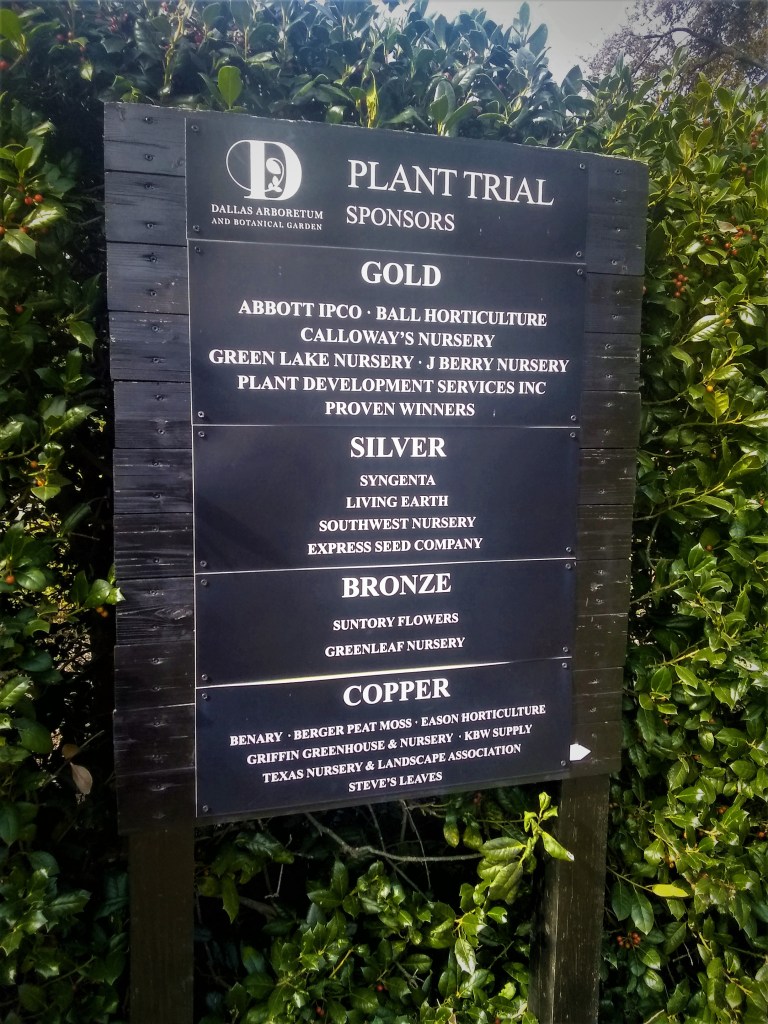 D
DALLAS ARBORETUM
AND BOTANICAL GARDEN
PLANT TRIAL
SPONSORS
GOLD
ABBOTT IPCO · BALL HORTICULTURE
CALLOWAY'S NURSERY
GREEN LAKE NURSERY · J BERRY NURSERY
PLANT DEVELOPMENT SERVICES INC
PROVEN WINNERS
SILVER
SYNGENTA
LIVING EARTH
SOUTHWEST NURSERY
EXPRESS SEED COMPANY
BRONZE
SUNTORY FLOWERS
GREENLEAF NURSERY
COPPER
BENARY · BERGER PEAT MOSS · EASON HORTICULTURE
GRIFFIN GREENHOUSE & NURSERY · KBW SUPPLY
TEXAS NURSERY & LANDSCAPE ASSOCIATION
STEVE'S LEAVES